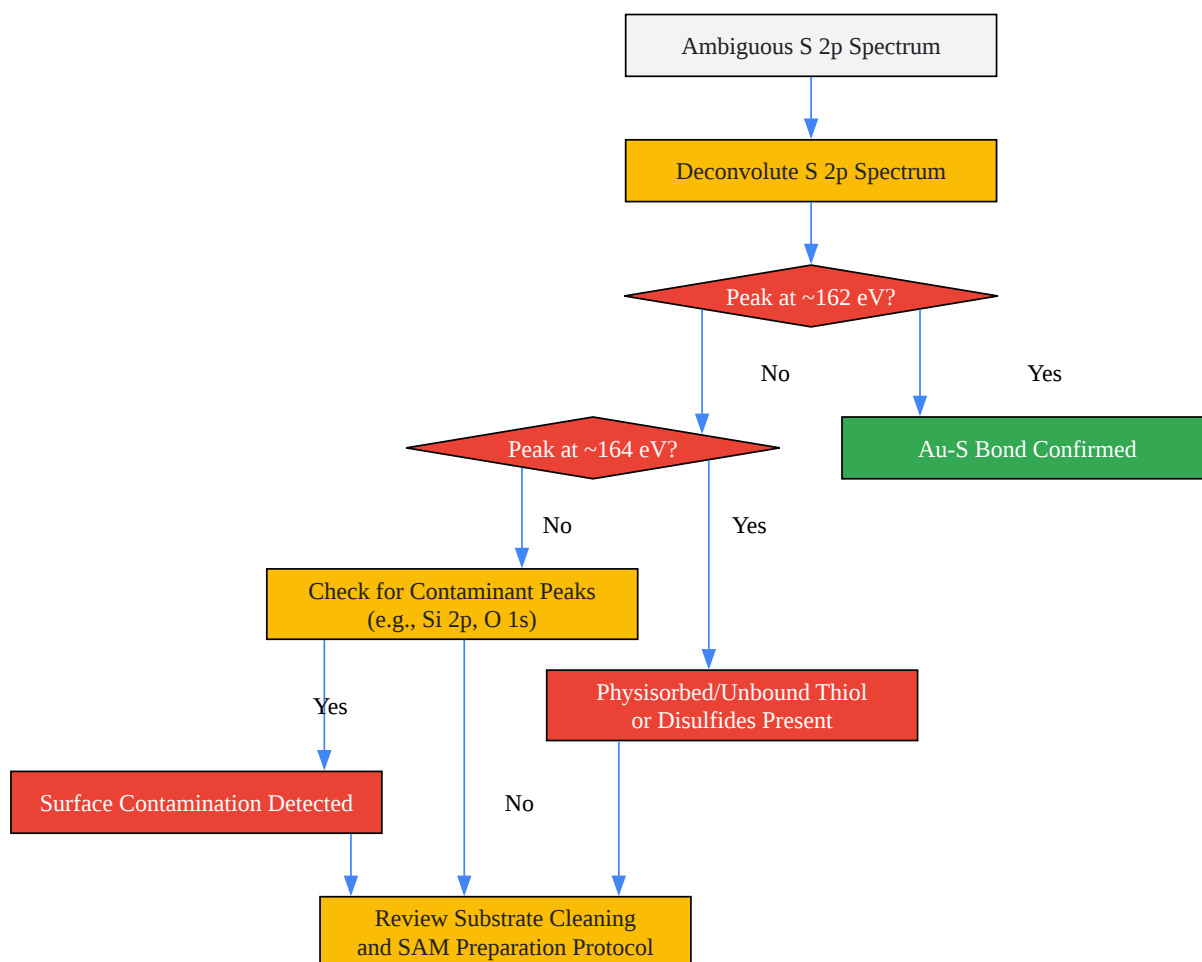 Ambiguous S 2p Spectrum
Deconvolute S 2p Spectrum
Peak at ~162 eV?
No
Yes
Peak at ~164 eV?
Au-S Bond Confirmed
No
Yes
Check for Contaminant Peaks
(e.g., Si 2p, O 1s)
Physisorbed/Unbound Thiol
or Disulfides Present
Yes
Surface Contamination Detected
No
Review Substrate Cleaning
and SAM Preparation Protocol